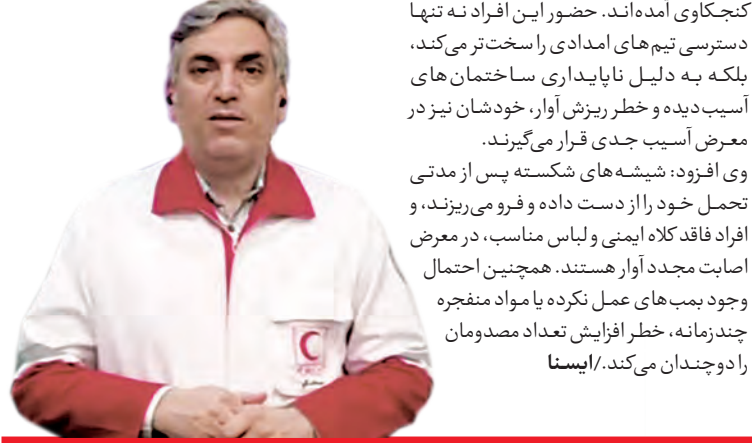 کنجکاوی آمده‌اند. حضور این افراد نه تنها
دسترسی تیم‌های امدادی را سخت‌تر می‌کند،
بلکه به دلیل ناپایداری ساختمان‌های
آسیب‌دیده و خطر ریزش آوار، خودشان نیز در
معرض آسیب جدی قرار می‌گیرند.
وی افزود: شیشه‌های شکسته پس از مدتی
تحمل خود را از دست داده و فرو می‌ریزند، و
افراد فاقد کلاه ایمنی و لباس مناسب، در معرض
اصابت مجدد آوار هستند. همچنین احتمال
وجود بمب‌های عمل نکرده یا مواد منفجره
چندزمانه، خطر افزایش تعداد مصدومان
را دوچندان می‌کند./ایسنا